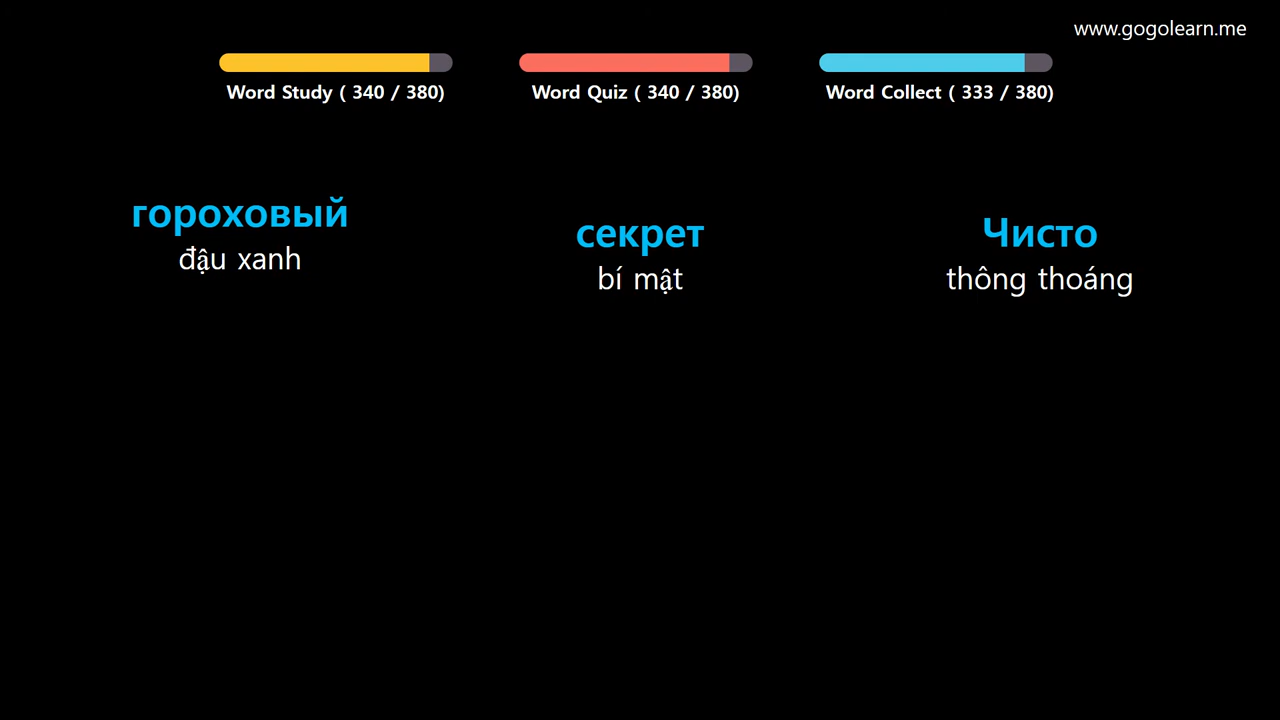 www.gogolearn.me
Word Study ( 340 / 380)
Word Quiz ( 340 / 380)
Word Collect ( 333 / 380)
гороховый
đậu xanh
секрет
bí mật
Чисто
thông thoáng